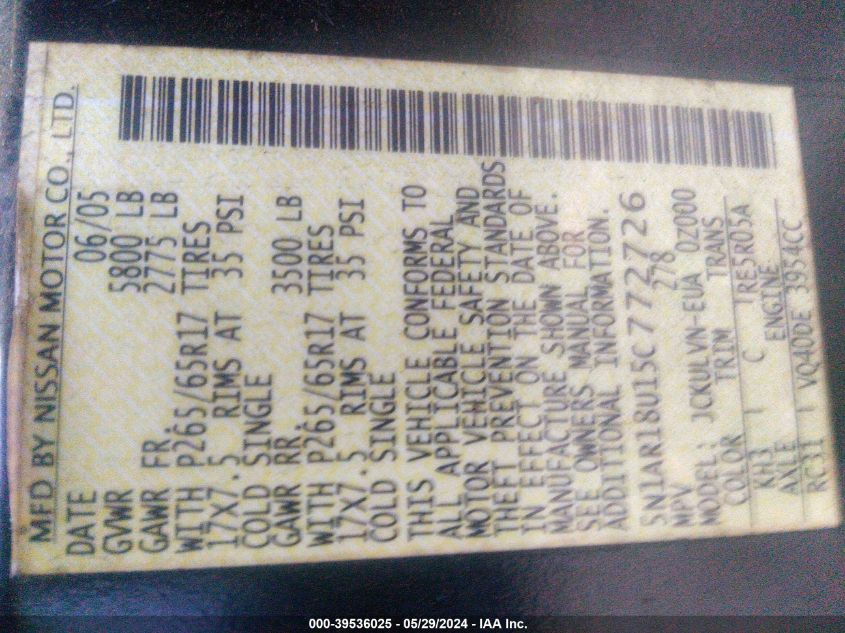 MFD BY NISSAN MOTOR CO., LTD.
DATE 06/05
GVWR 5800 LB
GAWR FR. 2775 LB
WITH P265/65R17 TIRES
17X7.5 RIMS AT 35 PSI
COLD SINGLE
GAWR RR. 3500 LB
WITH P265/65R17 TIRES
17X7.5 RIMS AT 35 PSI
COLD SINGLE
THIS VEHICLE CONFORMS TO
ALL APPLICABLE FEDERAL
MOTOR VEHICLE SAFETY AND
THEFT PREVENTION STANDARDS
IN EFFECT ON THE DATE OF
MANUFACTURE SHOWN ABOVE.
SEE OWNERS MANUAL FOR
ADDITIONAL INFORMATION.
5N1AR18U15C772726
MPV 278
MODEL: JCKULVN-EUA 0Z000
COLOR TRIM TRANS
KH3 C TRE5R05A
AXLE ENGINE
RC31 VQ40DE 3954CC
000-39536025 - 05/29/2024 - IAA Inc.